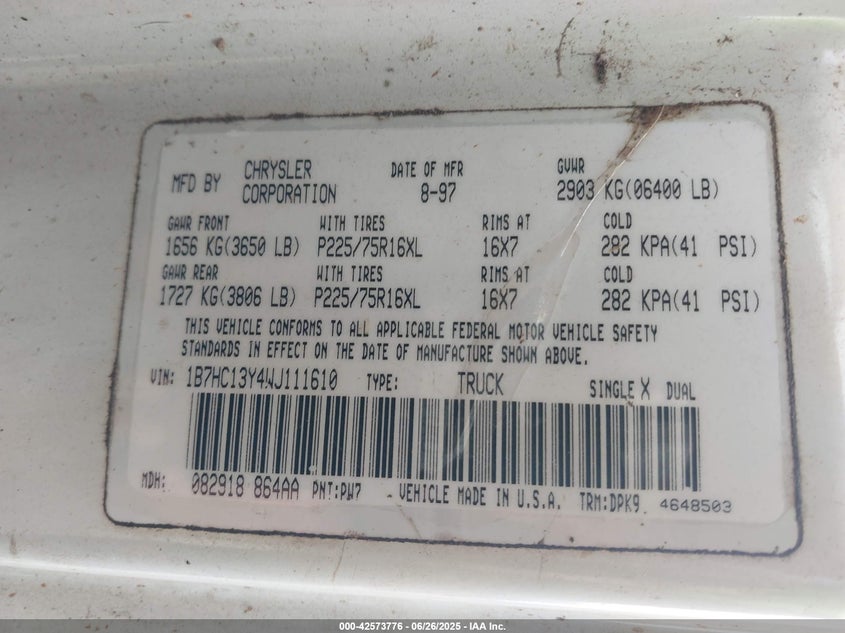 MFD BY CHRYSLER CORPORATION DATE OF MFR 8-97 GVWR 2903 KG(06400 LB)
GAWR FRONT WITH TIRES RIMS AT COLD
1656 KG(3650 LB) P225/75R16XL 16X7 282 KPA(41 PSI)
GAWR REAR WITH TIRES RIMS AT COLD
1727 KG(3806 LB) P225/75R16XL 16X7 282 KPA(41 PSI)
THIS VEHICLE CONFORMS TO ALL APPLICABLE FEDERAL MOTOR VEHICLE SAFETY
STANDARDS IN EFFECT ON THE DATE OF MANUFACTURE SHOWN ABOVE.
VIN: 1B7HC13Y4WJ111610 TYPE: TRUCK SINGLE X DUAL
MDH: 082918 864AA PNT:PW7 VEHICLE MADE IN U.S.A. TRM:DPK9 4648503
000-42573776 - 06/26/2025 - IAA Inc.